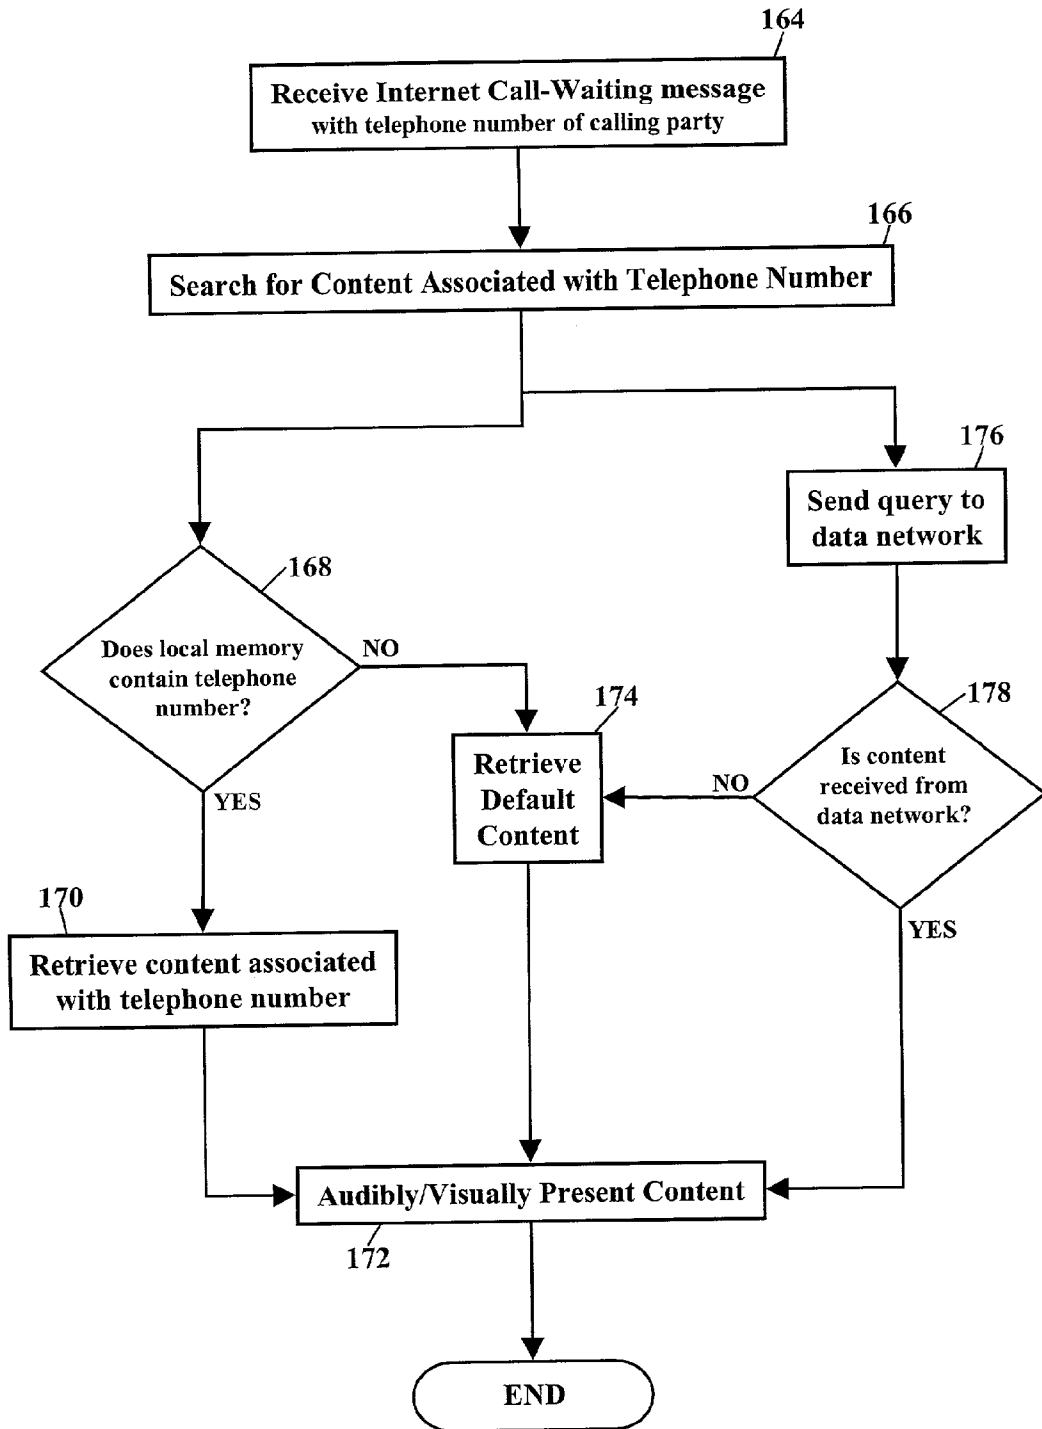 164
Receive Internet Call-Waiting message
with telephone number of calling party
166
Search for Content Associated with Telephone Number
176
Send query to
data network
168
Does local memory
contain telephone
number?
NO
YES
174
Retrieve
Default
Content
178
Is content
received from
data network?
NO
YES
170
Retrieve content associated
with telephone number
Audibly/Visually Present Content
172
END